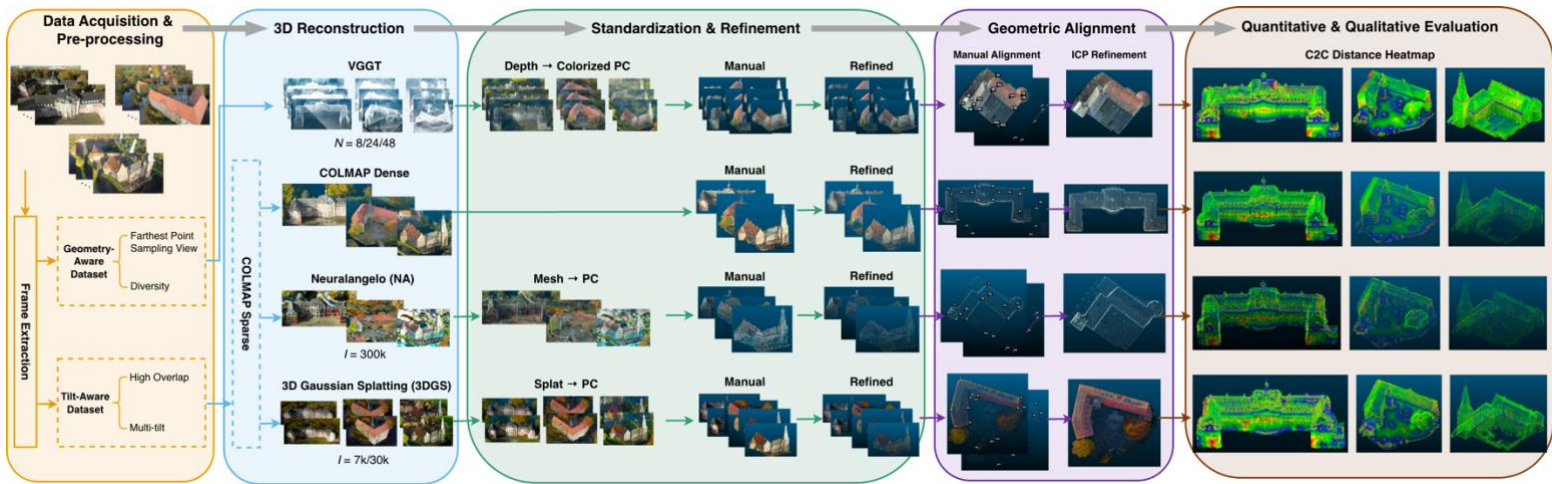 Data Acquisition &
Pre-processing
3D Reconstruction
Standardization & Refinement
Geometric Alignment
Quantitative & Qualitative Evaluation
Frame Extraction
Geometry-
Aware
Dataset
Farthest Point
Sampling View
Diversity
Tilt-Aware
Dataset
High Overlap
Multi-tilt
COLMAP Sparse
VGGT
N = 8/24/48
COLMAP Dense
Neuralangelo (NA)
I = 300k
3D Gaussian Splatting (3DGS)
I = 7k/30k
Depth → Colorized PC
Manual
Refined
Manual
Refined
Mesh → PC
Manual
Refined
Splat → PC
Manual
Refined
Manual Alignment
ICP Refinement
C2C Distance Heatmap